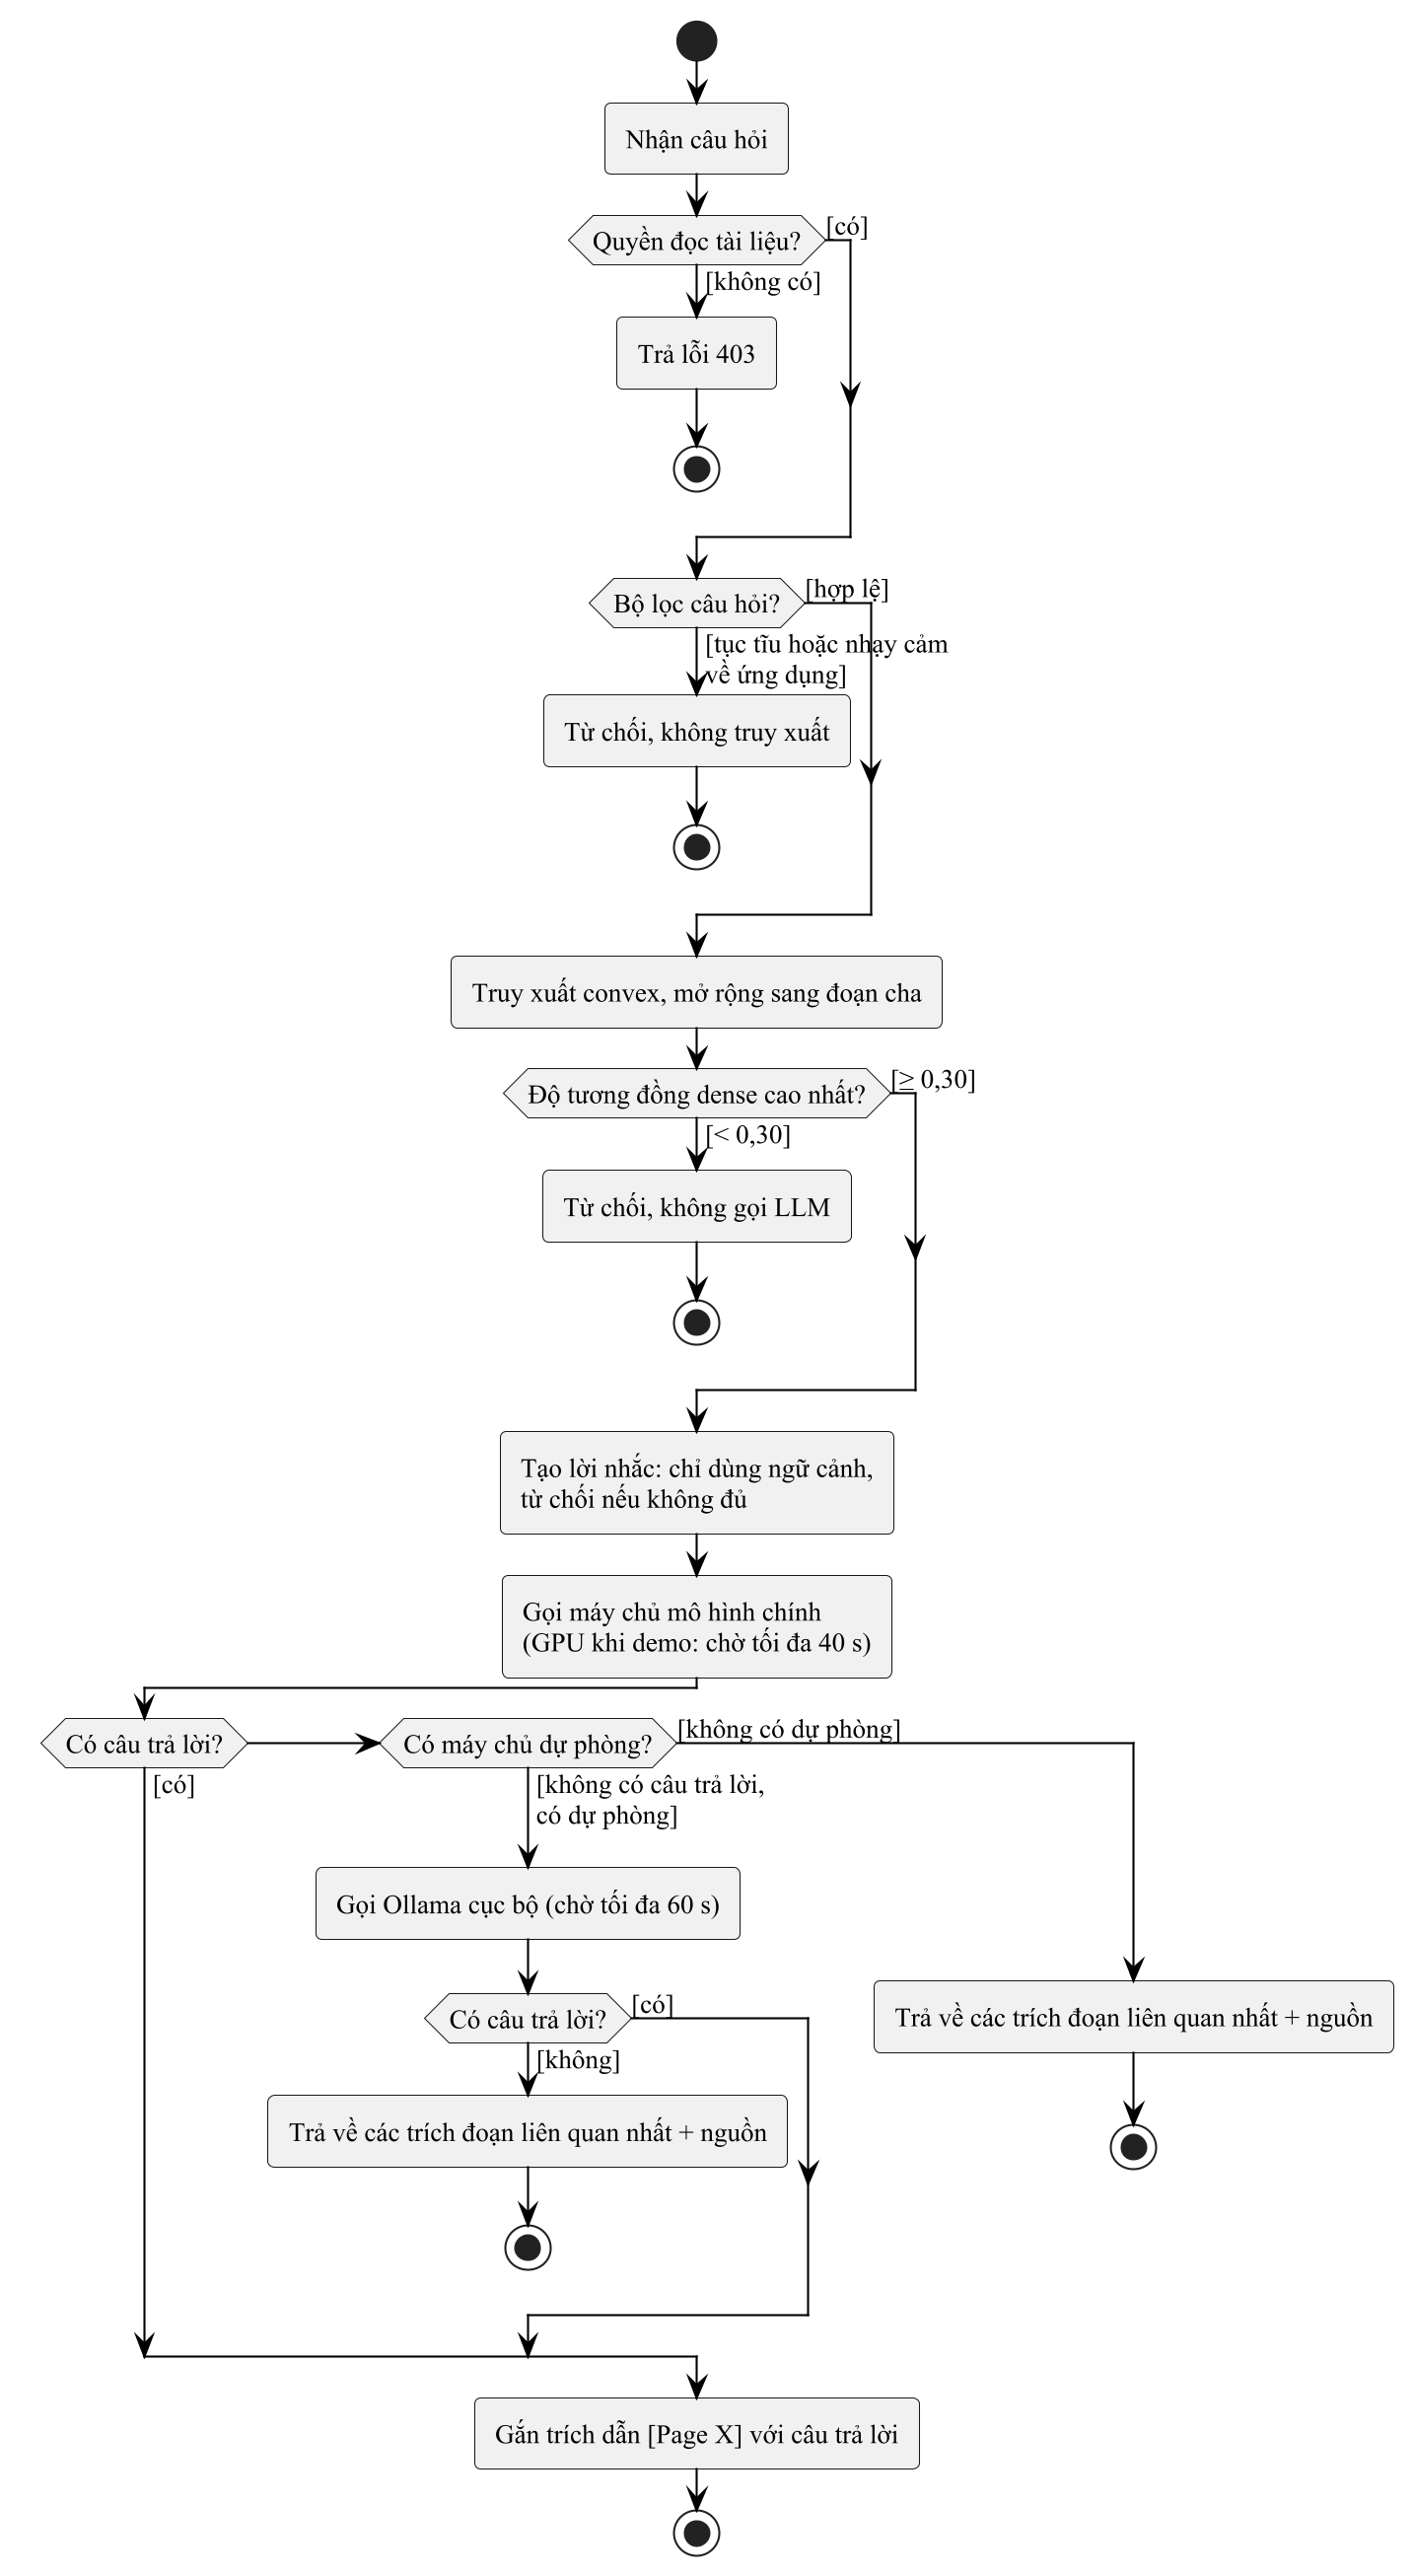 Nhận câu hỏi
Quyền đọc tài liệu?
[có]
[không có]
Trả lỗi 403
Bộ lọc câu hỏi?
[hợp lệ]
[tục tĩu hoặc nhạy cảm
về ứng dụng]
Từ chối, không truy xuất
Truy xuất convex, mở rộng sang đoạn cha
Độ tương đồng dense cao nhất?
[≥ 0,30]
[< 0,30]
Từ chối, không gọi LLM
Tạo lời nhắc: chỉ dùng ngữ cảnh,
từ chối nếu không đủ
Gọi máy chủ mô hình chính
(GPU khi demo: chờ tối đa 40 s)
Có câu trả lời?
[có]
Có máy chủ dự phòng?
[không có dự phòng]
[không có câu trả lời,
có dự phòng]
Gọi Ollama cục bộ (chờ tối đa 60 s)
Có câu trả lời?
[có]
[không]
Trả về các trích đoạn liên quan nhất + nguồn
Trả về các trích đoạn liên quan nhất + nguồn
Gắn trích dẫn [Page X] với câu trả lời